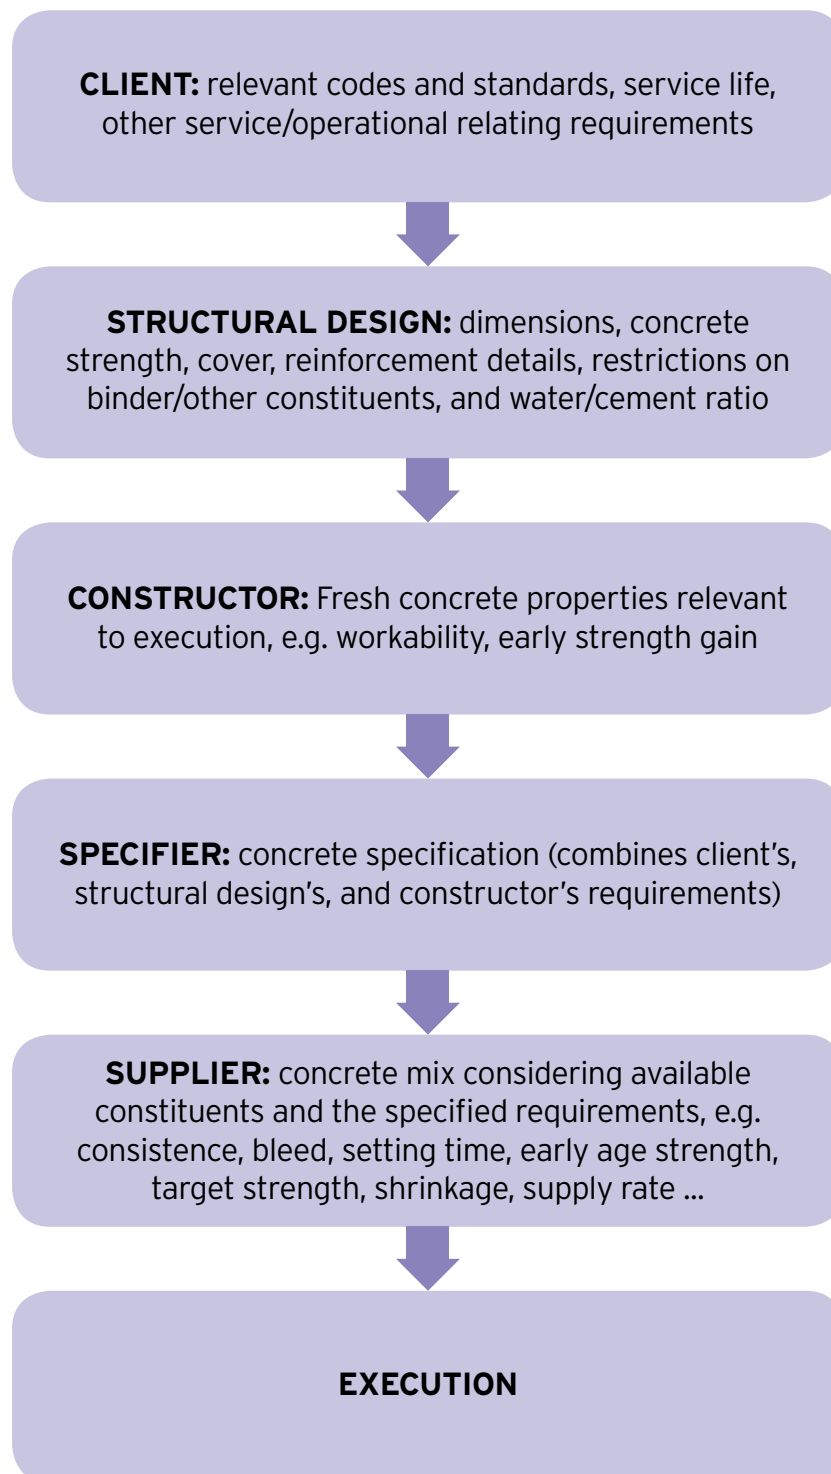 CLIENT: relevant codes and standards, service life,
other service/operational relating requirements
STRUCTURAL DESIGN: dimensions, concrete
strength, cover, reinforcement details, restrictions on
binder/other constituents, and water/cement ratio
CONSTRUCTOR: Fresh concrete properties relevant
to execution, e.g. workability, early strength gain
SPECIFIER: concrete specification (combines client’s,
structural design’s, and constructor’s requirements)
SUPPLIER: concrete mix considering available
constituents and the specified requirements, e.g.
consistence, bleed, setting time, early age strength,
target strength, shrinkage, supply rate ...
EXECUTION